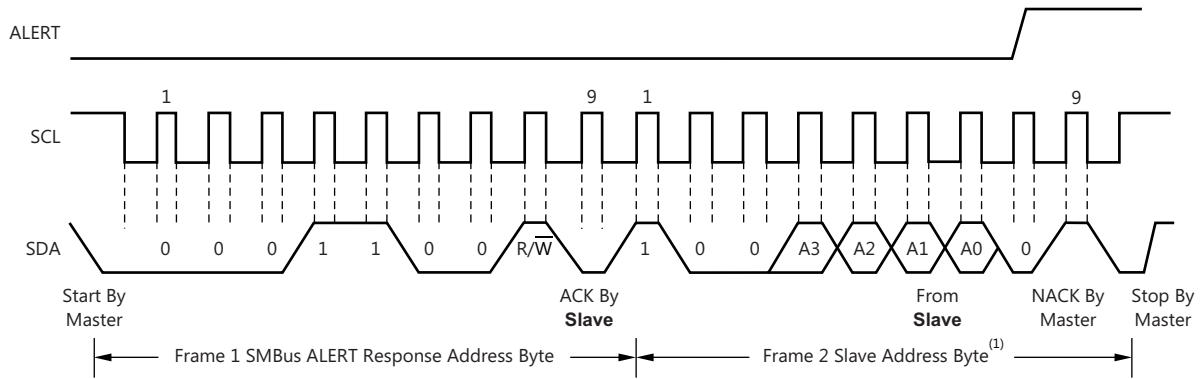 ALERT
1 9 1 9
SCL
SDA 0 0 0 1 1 0 0 R/W̅ 1 0 0 A3 A2 A1 A0 0
Start By ACK By From NACK By Stop By
Master Slave Slave Master Master
Frame 1 SMBus ALERT Response Address Byte Frame 2 Slave Address Byte(1)